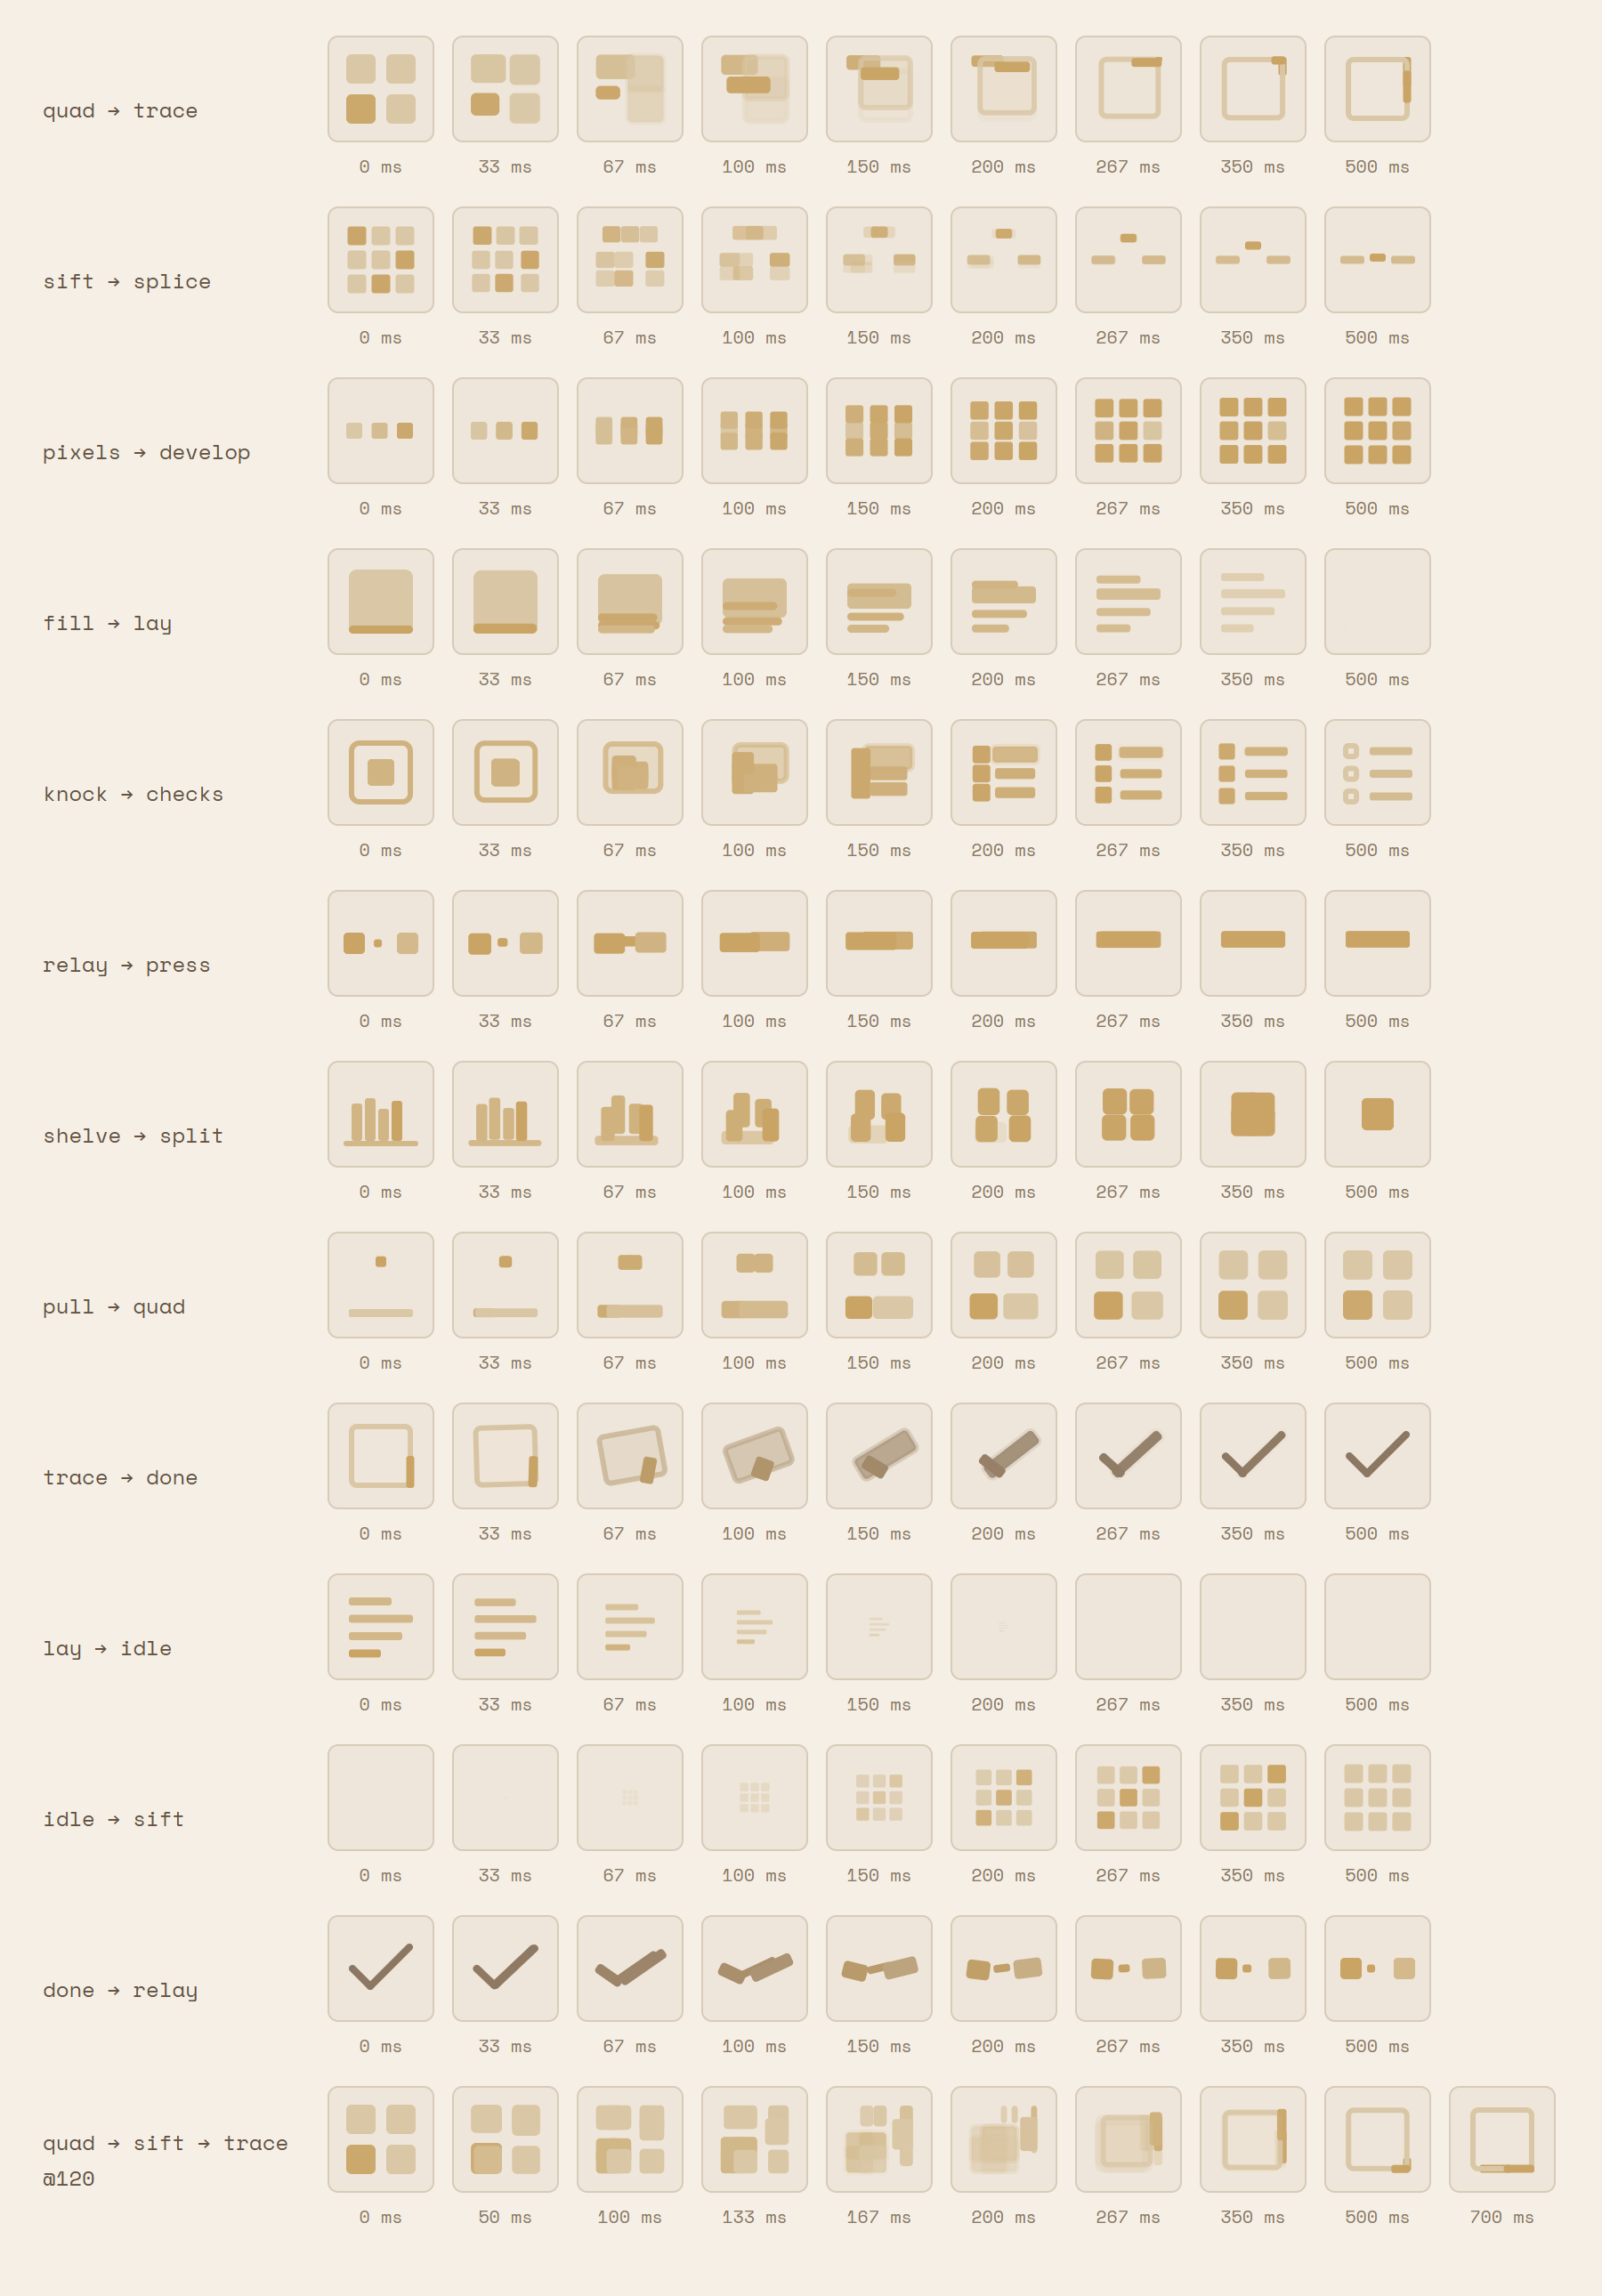 quad → trace
0 ms 33 ms 67 ms 100 ms 150 ms 200 ms 267 ms 350 ms 500 ms
sift → splice
0 ms 33 ms 67 ms 100 ms 150 ms 200 ms 267 ms 350 ms 500 ms
pixels → develop
0 ms 33 ms 67 ms 100 ms 150 ms 200 ms 267 ms 350 ms 500 ms
fill → lay
0 ms 33 ms 67 ms 100 ms 150 ms 200 ms 267 ms 350 ms 500 ms
knock → checks
0 ms 33 ms 67 ms 100 ms 150 ms 200 ms 267 ms 350 ms 500 ms
relay → press
0 ms 33 ms 67 ms 100 ms 150 ms 200 ms 267 ms 350 ms 500 ms
shelve → split
0 ms 33 ms 67 ms 100 ms 150 ms 200 ms 267 ms 350 ms 500 ms
pull → quad
0 ms 33 ms 67 ms 100 ms 150 ms 200 ms 267 ms 350 ms 500 ms
trace → done
0 ms 33 ms 67 ms 100 ms 150 ms 200 ms 267 ms 350 ms 500 ms
lay → idle
0 ms 33 ms 67 ms 100 ms 150 ms 200 ms 267 ms 350 ms 500 ms
idle → sift
0 ms 33 ms 67 ms 100 ms 150 ms 200 ms 267 ms 350 ms 500 ms
done → relay
0 ms 33 ms 67 ms 100 ms 150 ms 200 ms 267 ms 350 ms 500 ms
quad → sift → trace
@120
0 ms 50 ms 100 ms 133 ms 167 ms 200 ms 267 ms 350 ms 500 ms 700 ms